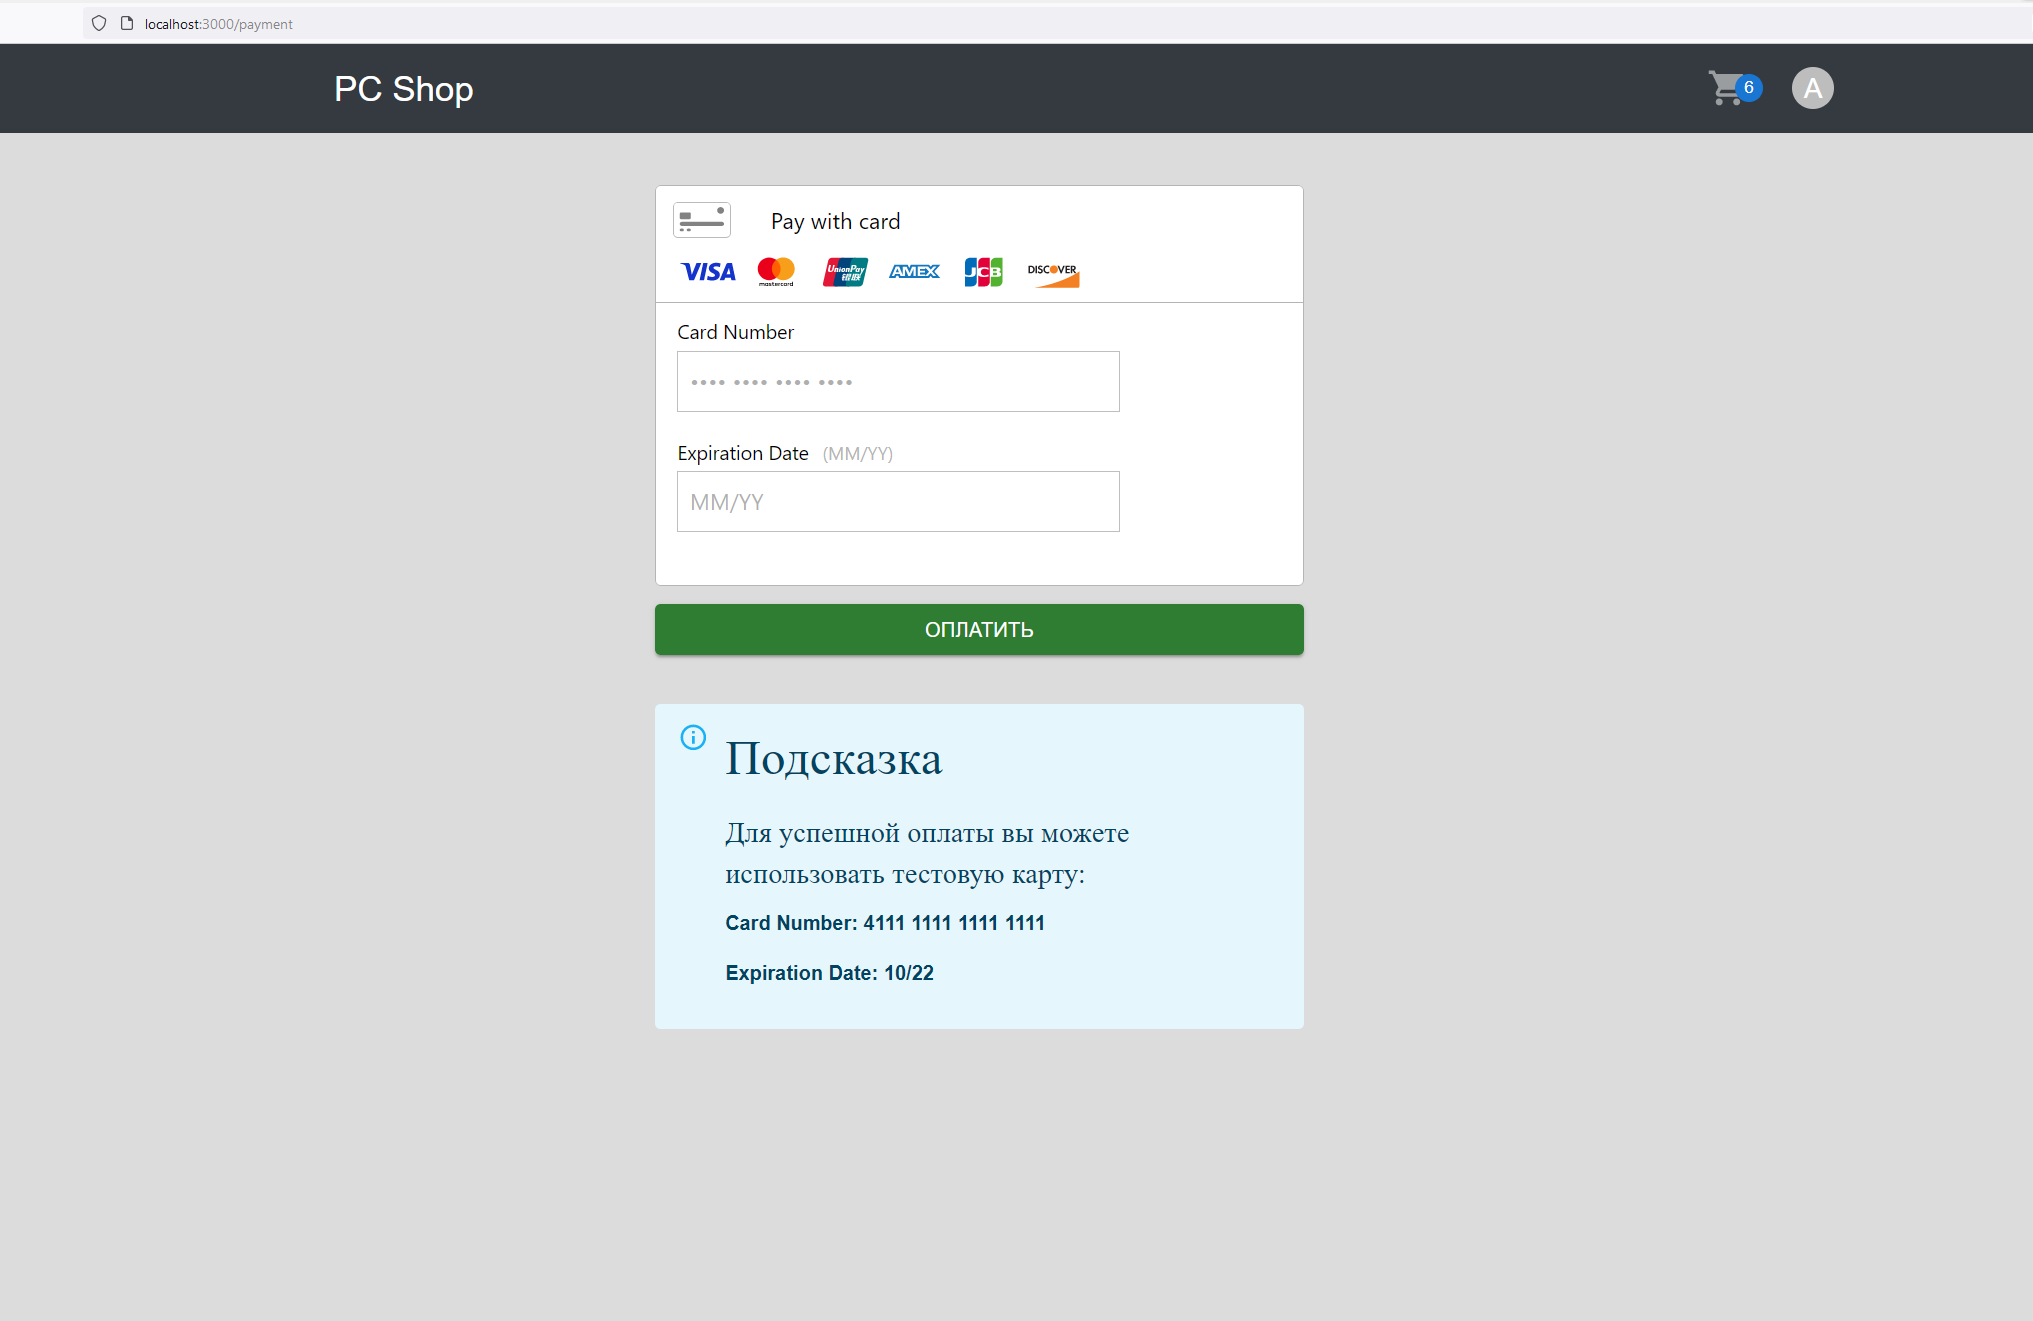 localhost:3000/payment
PC Shop
6
A
Pay with card
VISA
mastercard
UnionPay
银联
AMEX
JCB
DISCOVER
Card Number
•••• •••• •••• ••••
Expiration Date (MM/YY)
MM/YY
ОПЛАТИТЬ
Подсказка
Для успешной оплаты вы можете
использовать тестовую карту:
Card Number: 4111 1111 1111 1111
Expiration Date: 10/22